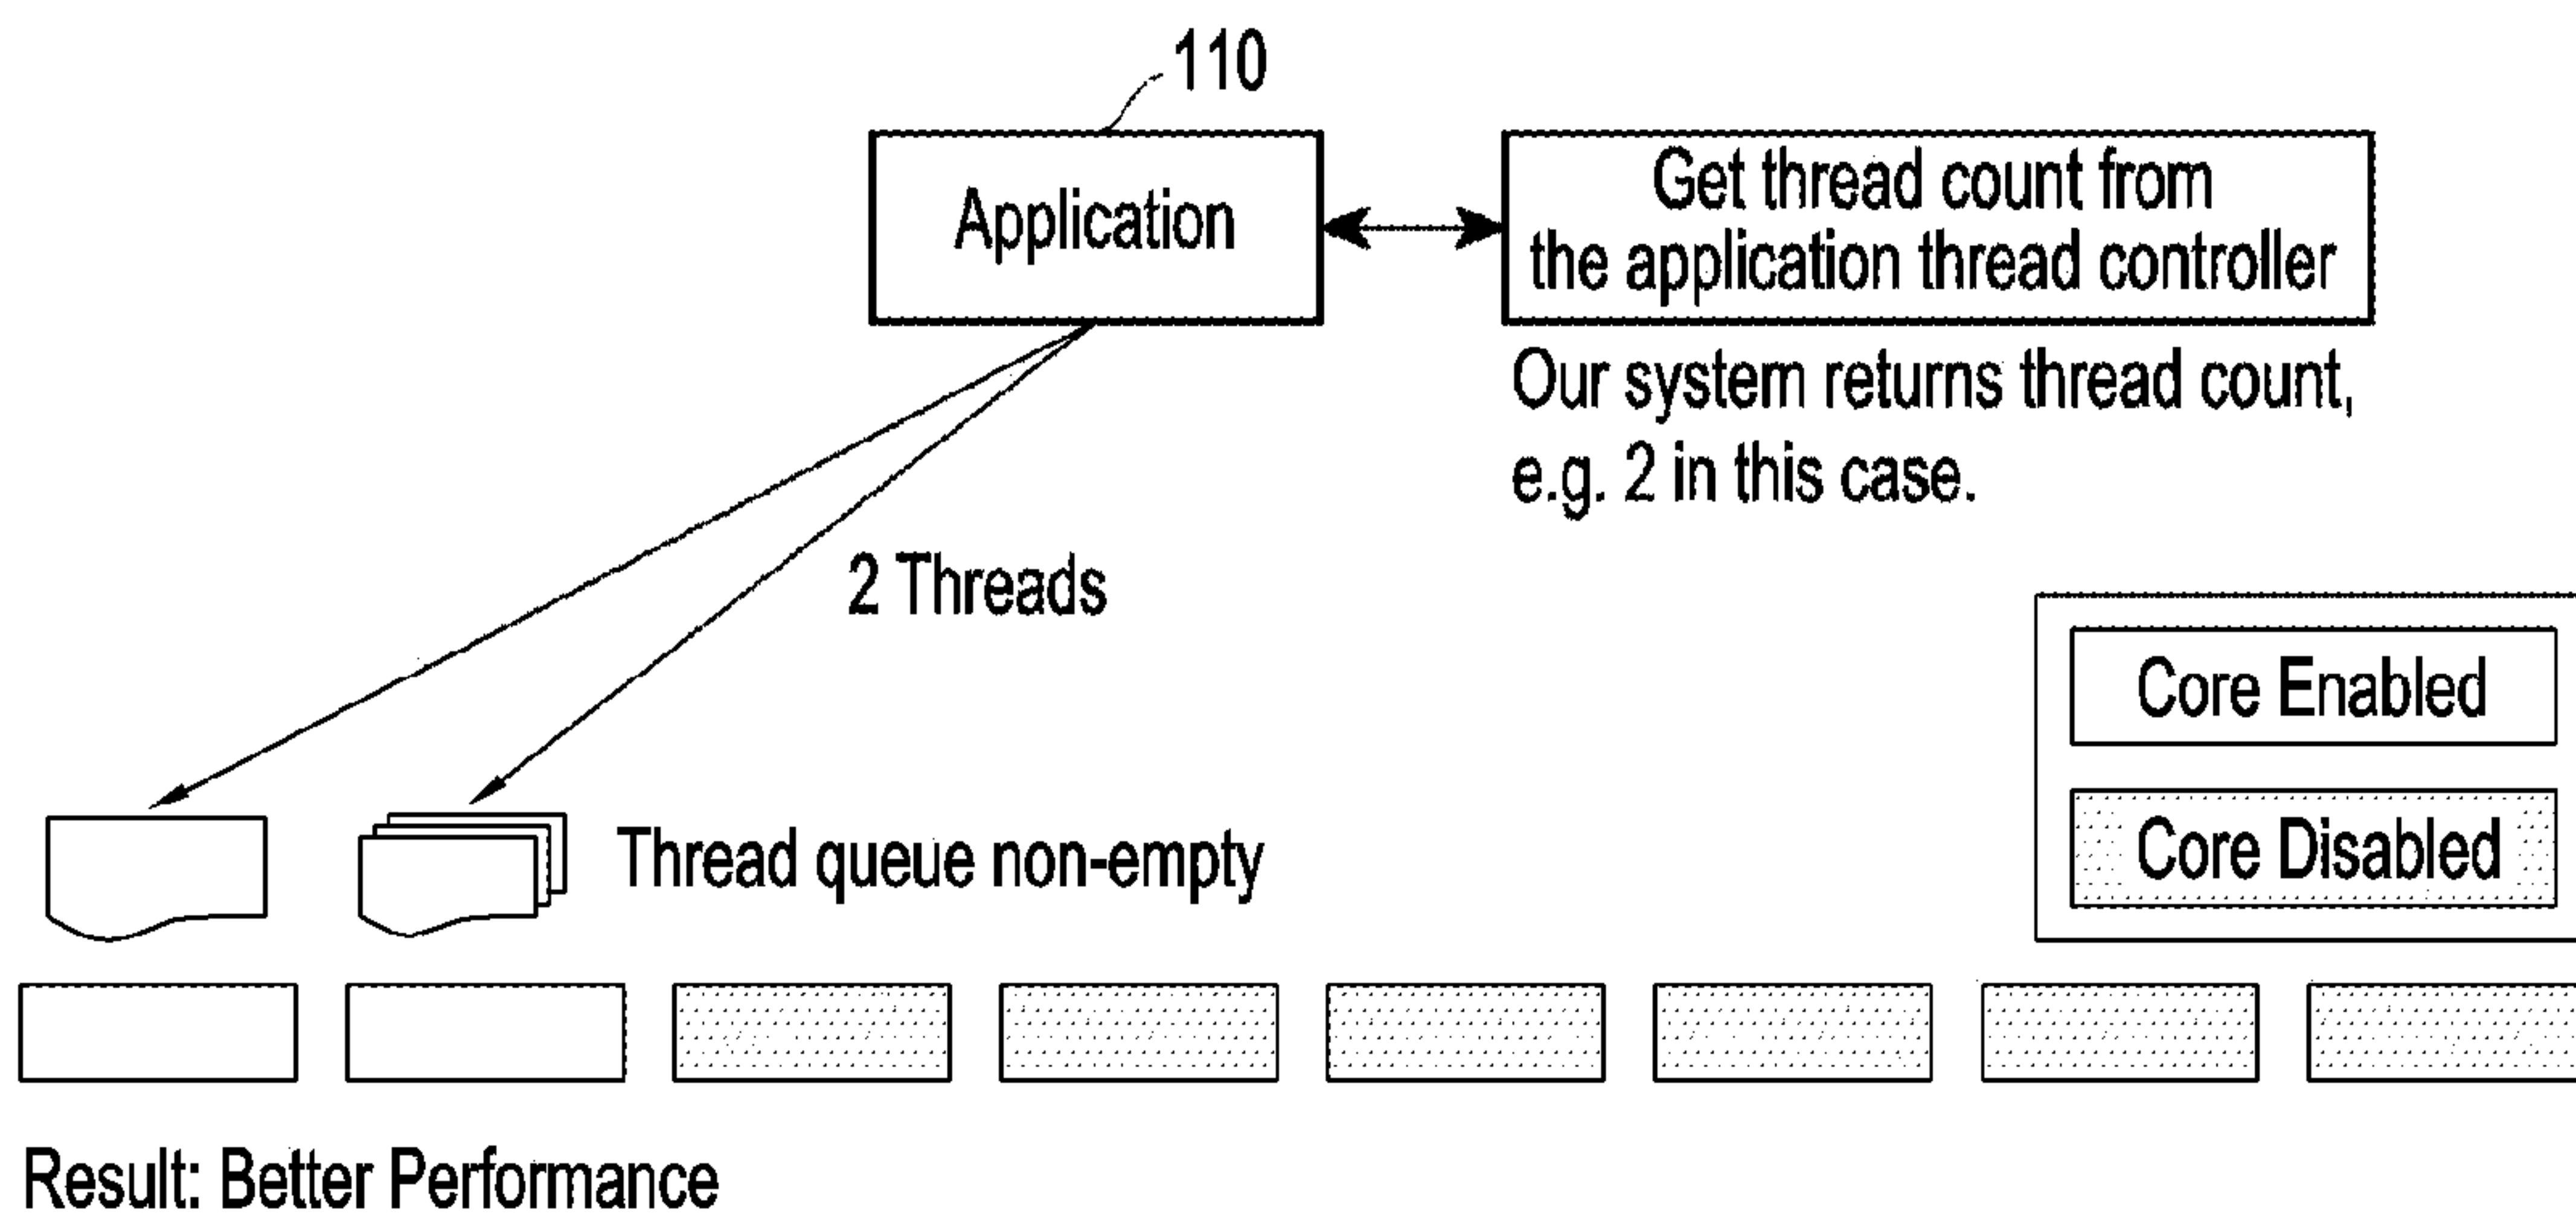 110
Application
Get thread count from
the application thread controller
Our system returns thread count,
e.g. 2 in this case.
2 Threads
Core Enabled
Core Disabled
Thread queue non-empty
Result: Better Performance